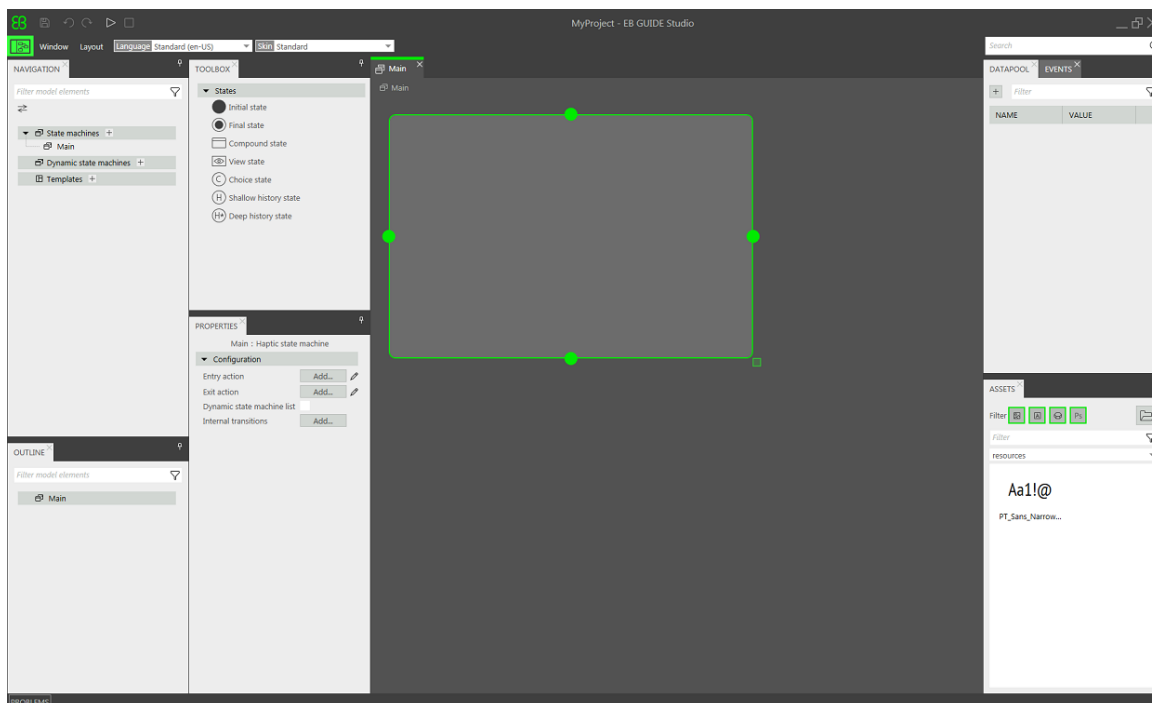 EB
MyProject - EB GUIDE Studio
Window Layout Language Standard (en-US) Skin Standard
Search
NAVIGATION
Filter model elements
State machines
Main
Dynamic state machines
Templates
OUTLINE
Filter model elements
Main
TOOLBOX
States
Initial state
Final state
Compound state
View state
C Choice state
H Shallow history state
H* Deep history state
PROPERTIES
Main : Haptic state machine
Configuration
Entry action Add...
Exit action Add...
Dynamic state machine list
Internal transitions Add...
Main
Main
DATAPOOL EVENTS
Filter
NAME VALUE
ASSETS
Filter A Ps
Filter
resources
Aa1!@
PT_Sans_Narrow...
PROBLEMS